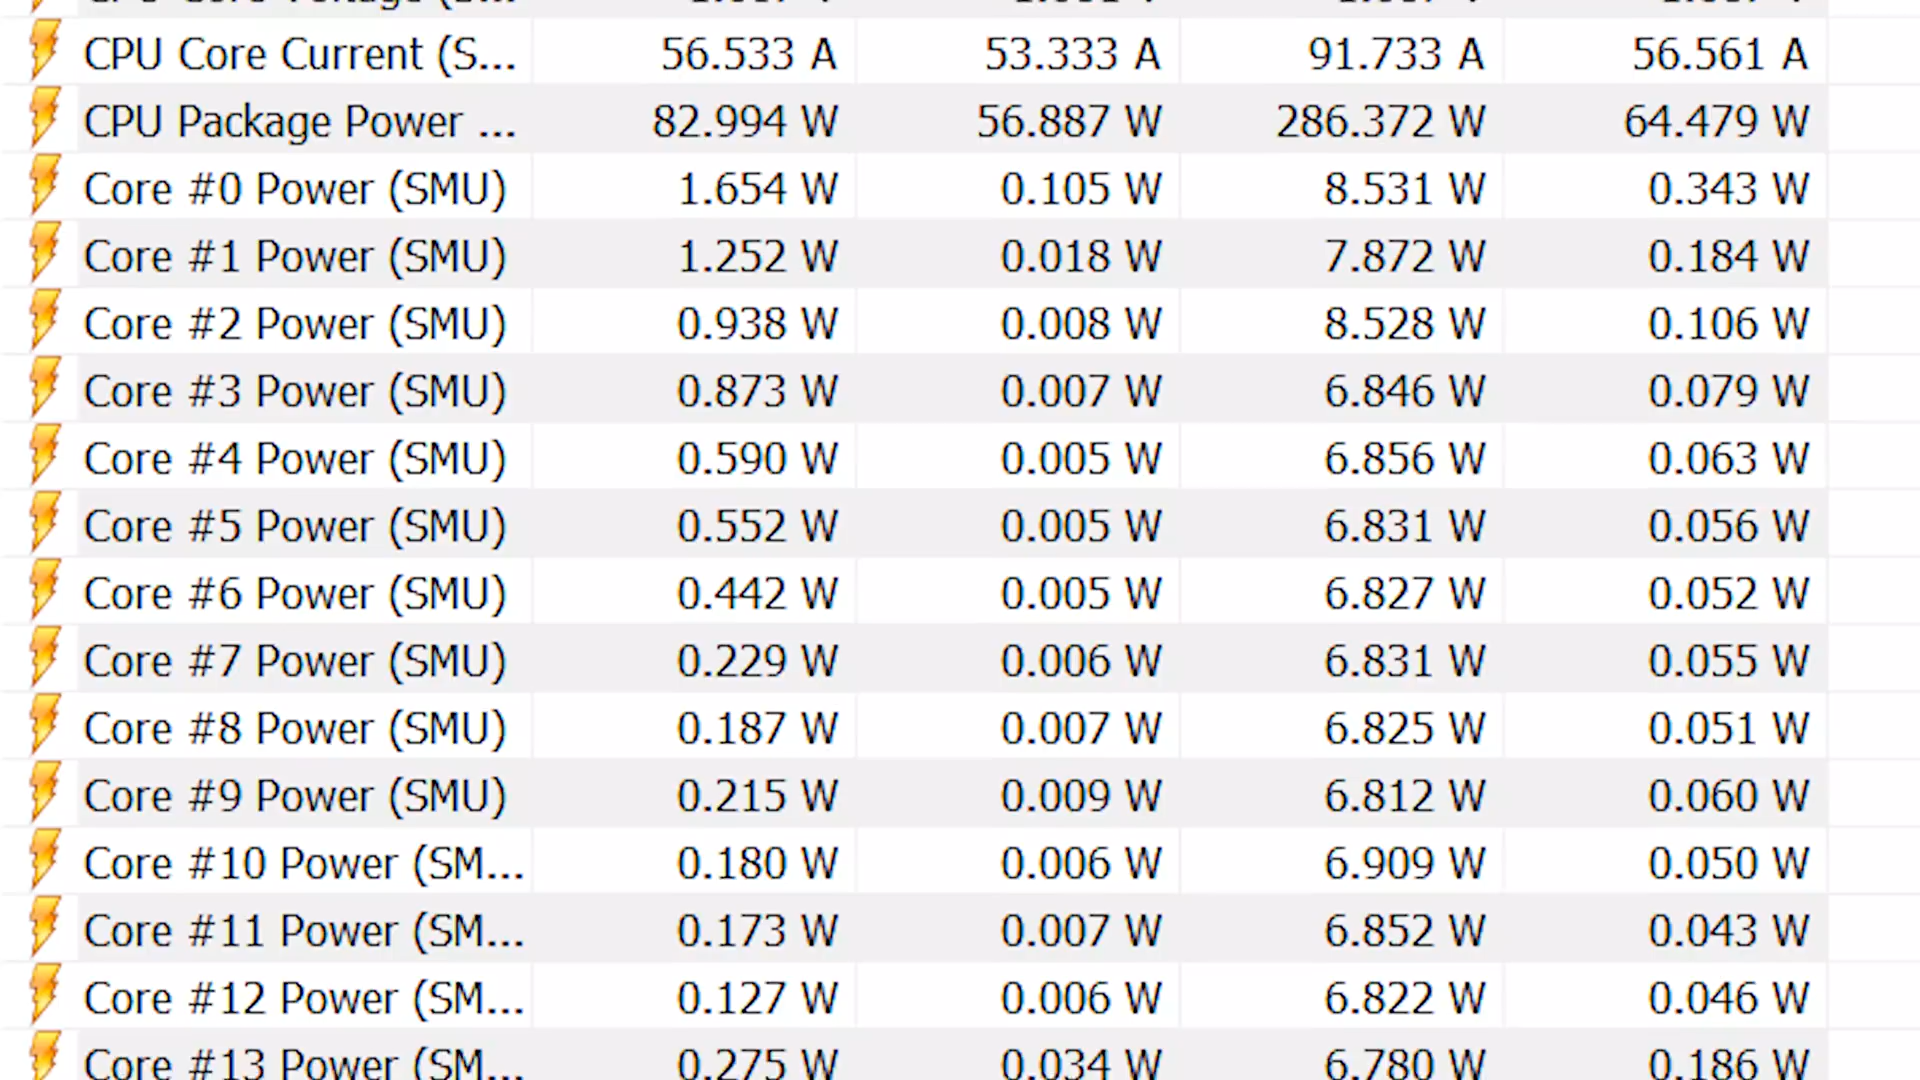 CPU Core Current (S... 56.533 A 53.333 A 91.733 A 56.561 A
CPU Package Power ... 82.994 W 56.887 W 286.372 W 64.479 W
Core #0 Power (SMU) 1.654 W 0.105 W 8.531 W 0.343 W
Core #1 Power (SMU) 1.252 W 0.018 W 7.872 W 0.184 W
Core #2 Power (SMU) 0.938 W 0.008 W 8.528 W 0.106 W
Core #3 Power (SMU) 0.873 W 0.007 W 6.846 W 0.079 W
Core #4 Power (SMU) 0.590 W 0.005 W 6.856 W 0.063 W
Core #5 Power (SMU) 0.552 W 0.005 W 6.831 W 0.056 W
Core #6 Power (SMU) 0.442 W 0.005 W 6.827 W 0.052 W
Core #7 Power (SMU) 0.229 W 0.006 W 6.831 W 0.055 W
Core #8 Power (SMU) 0.187 W 0.007 W 6.825 W 0.051 W
Core #9 Power (SMU) 0.215 W 0.009 W 6.812 W 0.060 W
Core #10 Power (SM... 0.180 W 0.006 W 6.909 W 0.050 W
Core #11 Power (SM... 0.173 W 0.007 W 6.852 W 0.043 W
Core #12 Power (SM... 0.127 W 0.006 W 6.822 W 0.046 W
Core #13 Power (SM... 0.275 W 0.034 W 6.780 W 0.186 W